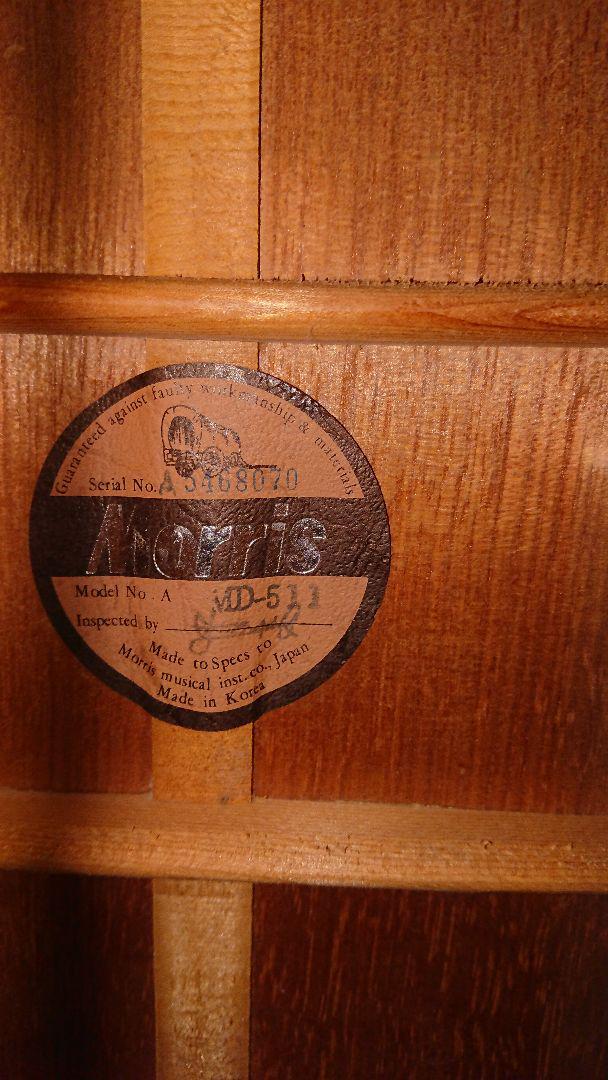 Guaranteed against faulty workmanship & materials
Serial No. A 3468070
Morris
Model No. A MD-511
Inspected by
Made to Specs to
Morris musical inst. co., Japan
Made in Korea